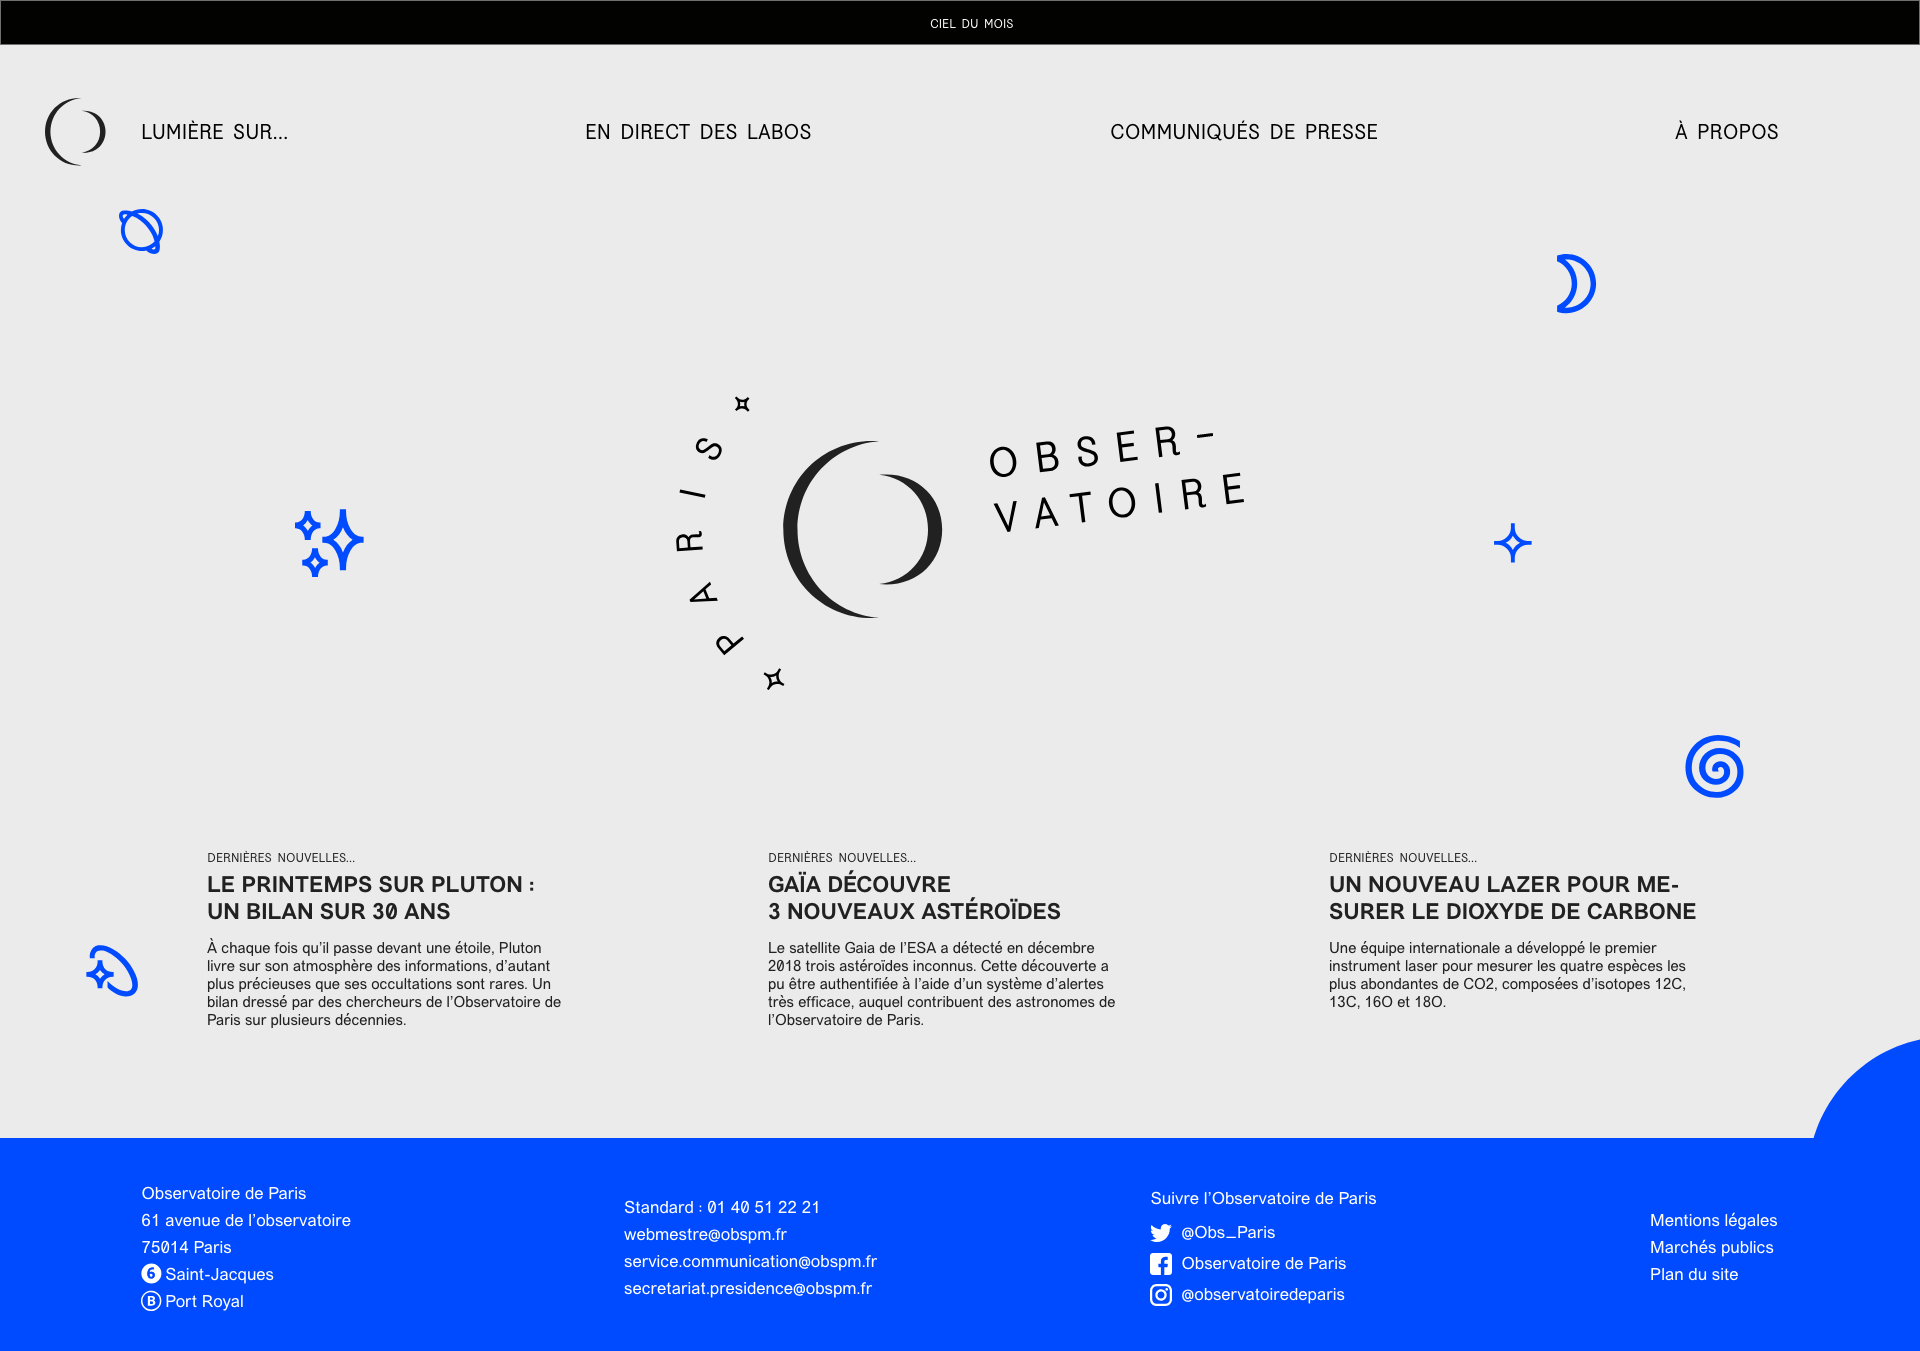 CIEL DU MOIS
LUMIÈRE SUR...
EN DIRECT DES LABOS
COMMUNIQUÉS DE PRESSE
À PROPOS
PARIS
OBSER-
VATOIRE
DERNIÈRES NOUVELLES...
LE PRINTEMPS SUR PLUTON :
UN BILAN SUR 30 ANS
À chaque fois qu’il passe devant une étoile, Pluton
livre sur son atmosphère des informations, d’autant
plus précieuses que ses occultations sont rares. Un
bilan dressé par des chercheurs de l’Observatoire de
Paris sur plusieurs décennies.
DERNIÈRES NOUVELLES...
GAÏA DÉCOUVRE
3 NOUVEAUX ASTÉROÏDES
Le satellite Gaia de l’ESA a détecté en décembre
2018 trois astéroïdes inconnus. Cette découverte a
pu être authentifiée à l’aide d’un système d’alertes
très efficace, auquel contribuent des astronomes de
l’Observatoire de Paris.
DERNIÈRES NOUVELLES...
UN NOUVEAU LAZER POUR ME-
SURER LE DIOXYDE DE CARBONE
Une équipe internationale a développé le premier
instrument laser pour mesurer les quatre espèces les
plus abondantes de CO2, composées d’isotopes 12C,
13C, 16O et 18O.
Observatoire de Paris
61 avenue de l’observatoire
75014 Paris
6 Saint-Jacques
B Port Royal
Standard : 01 40 51 22 21
webmestre@obspm.fr
service.communication@obspm.fr
secretariat.presidence@obspm.fr
Suivre l’Observatoire de Paris
@Obs_Paris
Observatoire de Paris
@observatoiredeparis
Mentions légales
Marchés publics
Plan du site